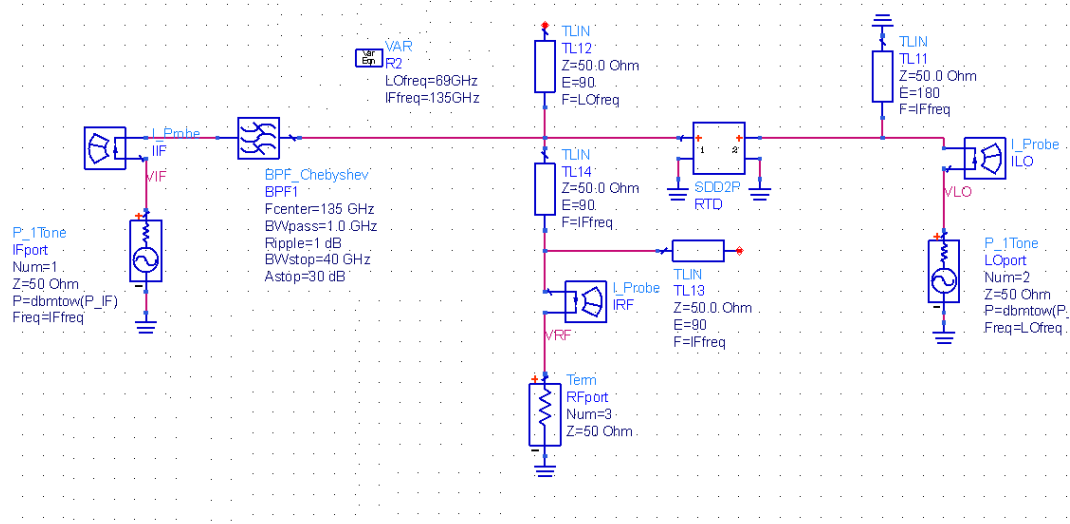 VAR
R2
LOfreq=69GHz
IFfreq=135GHz
Var
Eqn
TLIN
TL12
Z=50.0 Ohm
E=90
F=LOfreq
TLIN
TL11
Z=50.0 Ohm
E=180
F=IFfreq
I_Probe
IIF
VIF
BPF_Chebyshev
BPF1
Fcenter=135 GHz
BWpass=1.0 GHz
Ripple=1 dB
BWstop=40 GHz
Astop=30 dB
TLIN
TL14
Z=50.0 Ohm
E=90
F=IFfreq
1
2
SDD2P
RTD
I_Probe
ILO
VLO
P_1Tone
IFport
Num=1
Z=50 Ohm
P=dbmtow(P_IF)
Freq=IFfreq
TLIN
TL13
Z=50.0 Ohm
E=90
F=IFfreq
I_Probe
IRF
VRF
P_1Tone
LOport
Num=2
Z=50 Ohm
P=dbmtow(P_
Freq=LOfreq
Term
RFport
Num=3
Z=50 Ohm